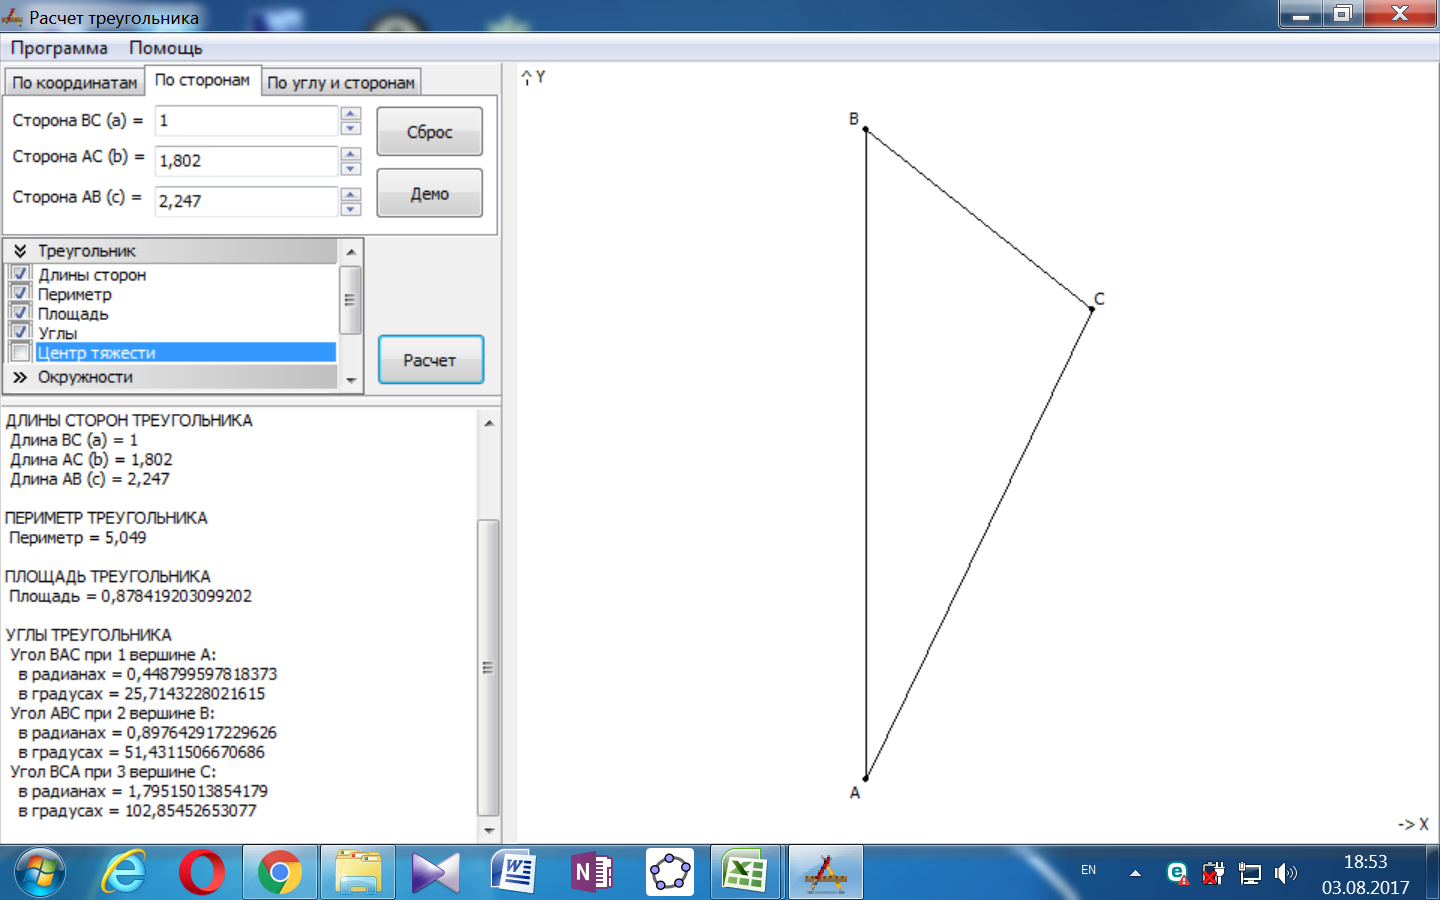 Расчет треугольника
Программа Помощь
По координатам По сторонам По углу и сторонам
Сторона BC (a) = 1
Сторона AC (b) = 1,802
Сторона AB (c) = 2,247
Сброс
Демо
Треугольник
Длины сторон
Периметр
Площадь
Углы
Центр тяжести
Окружности
Расчет
ДЛИНЫ СТОРОН ТРЕУГОЛЬНИКА
Длина BC (a) = 1
Длина AC (b) = 1,802
Длина AB (c) = 2,247
ПЕРИМЕТР ТРЕУГОЛЬНИКА
Периметр = 5,049
ПЛОЩАДЬ ТРЕУГОЛЬНИКА
Площадь = 0,878419203099202
УГЛЫ ТРЕУГОЛЬНИКА
Угол BAC при 1 вершине A:
в радианах = 0,448799597818373
в градусах = 25,7143228021615
Угол ABC при 2 вершине B:
в радианах = 0,897642917229626
в градусах = 51,4311506670686
Угол BCA при 3 вершине C:
в радианах = 1,79515013854179
в градусах = 102,85452653077
Y
B
C
A
-> X
EN
18:53
03.08.2017